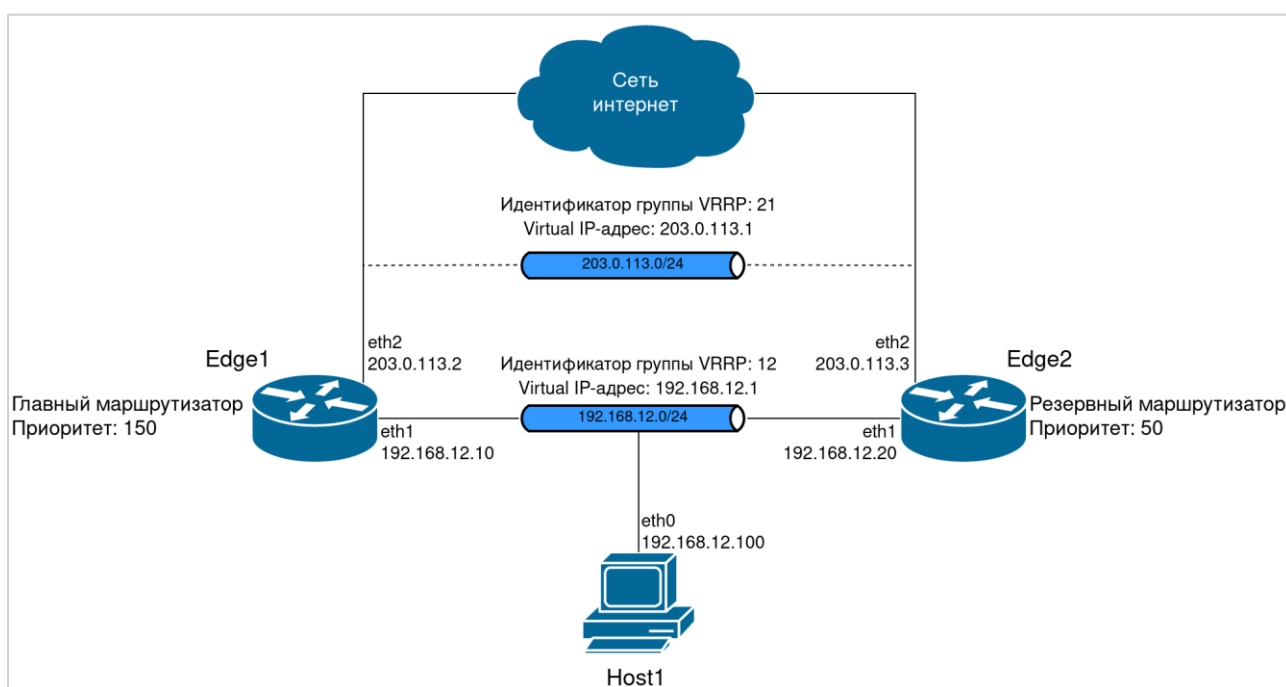 Сеть
интернет
Идентификатор группы VRRP: 21
Virtual IP-адрес: 203.0.113.1
203.0.113.0/24
Edge1
eth2
203.0.113.2
Идентификатор группы VRRP: 12
Virtual IP-адрес: 192.168.12.1
192.168.12.0/24
eth2
203.0.113.3
Edge2
Главный маршрутизатор
Приоритет: 150
eth1
192.168.12.10
eth1
192.168.12.20
Резервный маршрутизатор
Приоритет: 50
eth0
192.168.12.100
Host1